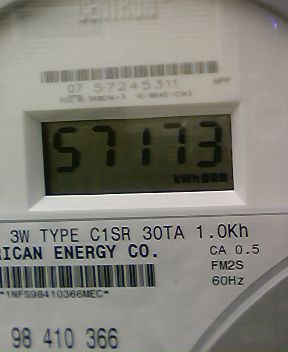 CENTRON
07 57245311
57173
kWh
3W TYPE C1SR 30TA 1.0Kh
RICAN ENERGY CO.
CA 0.5
FM2S
60Hz
*1NFS98410366MEC*
98 410 366